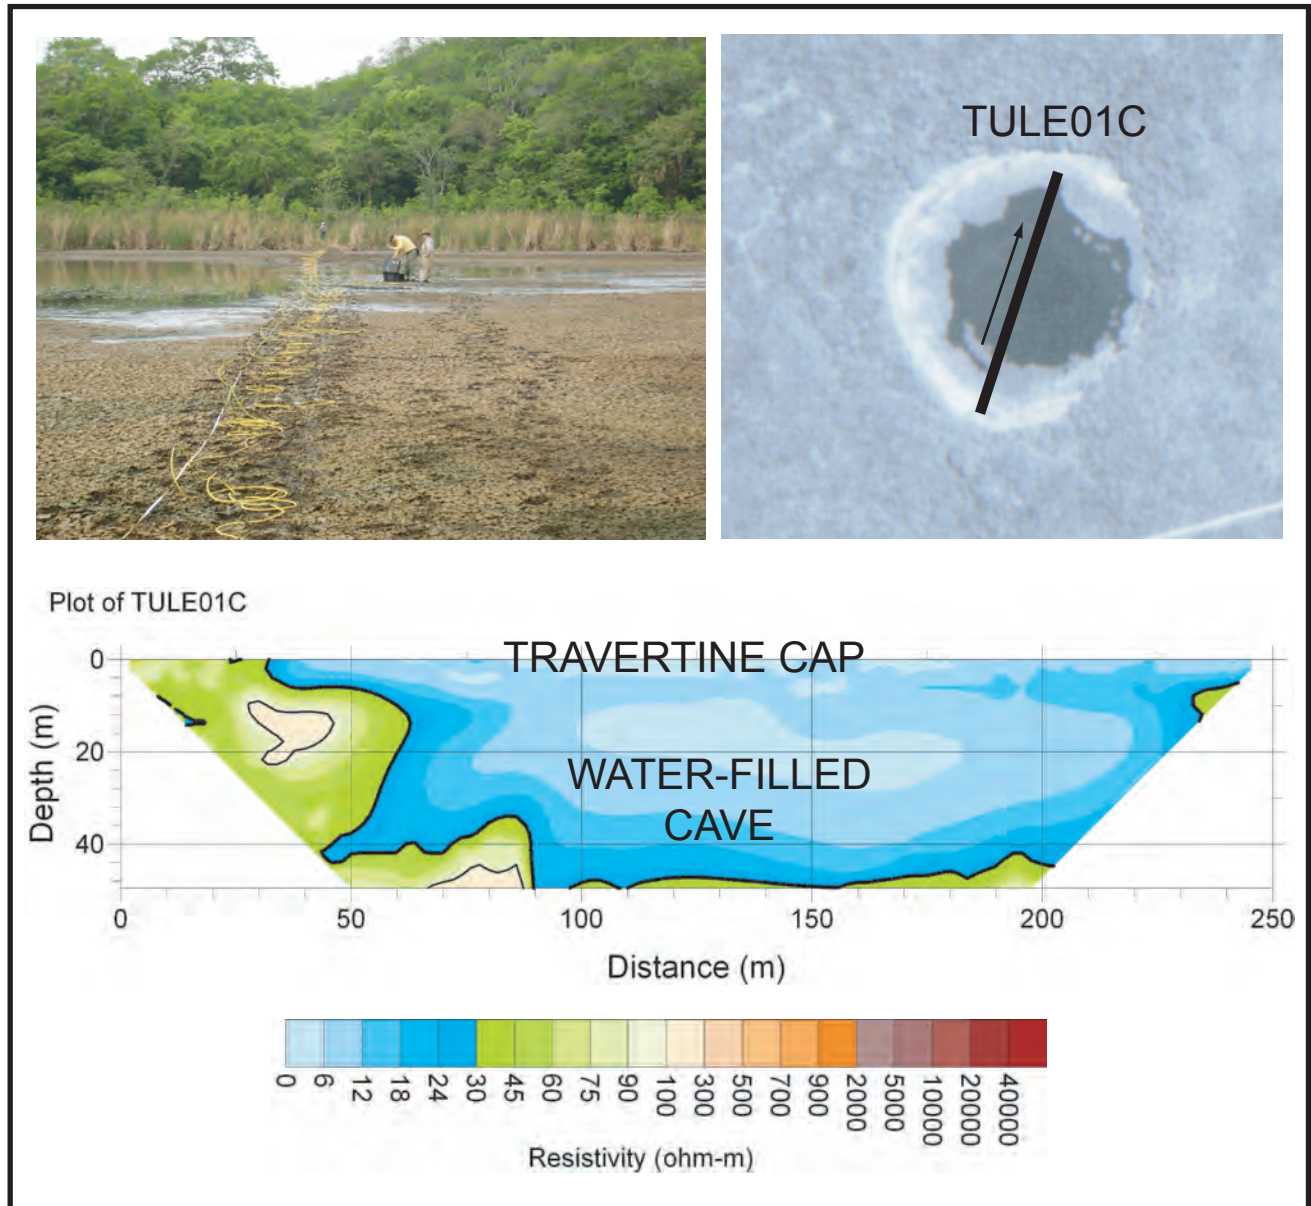 TULE01C
Plot of TULE01C
TRAVERTINE CAP
WATER-FILLED
CAVE
Depth (m)
0
20
40
0 50 100 150 200 250
Distance (m)
0 6 12 18 24 30 45 60 75 90 100 300 500 700 900 2000 5000 10000 20000 40000
Resistivity (ohm-m)